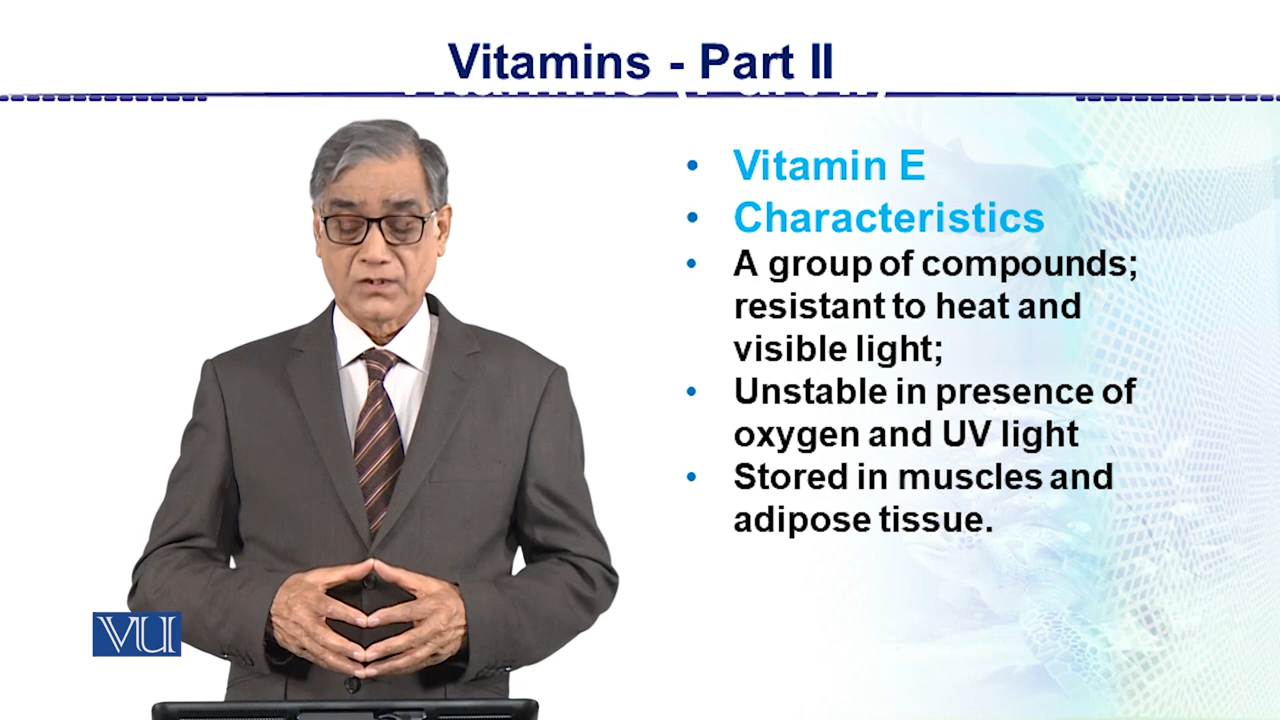 Vitamins - Part II
• Vitamin E
• Characteristics
• A group of compounds;
resistant to heat and
visible light;
• Unstable in presence of
oxygen and UV light
• Stored in muscles and
adipose tissue.
VU